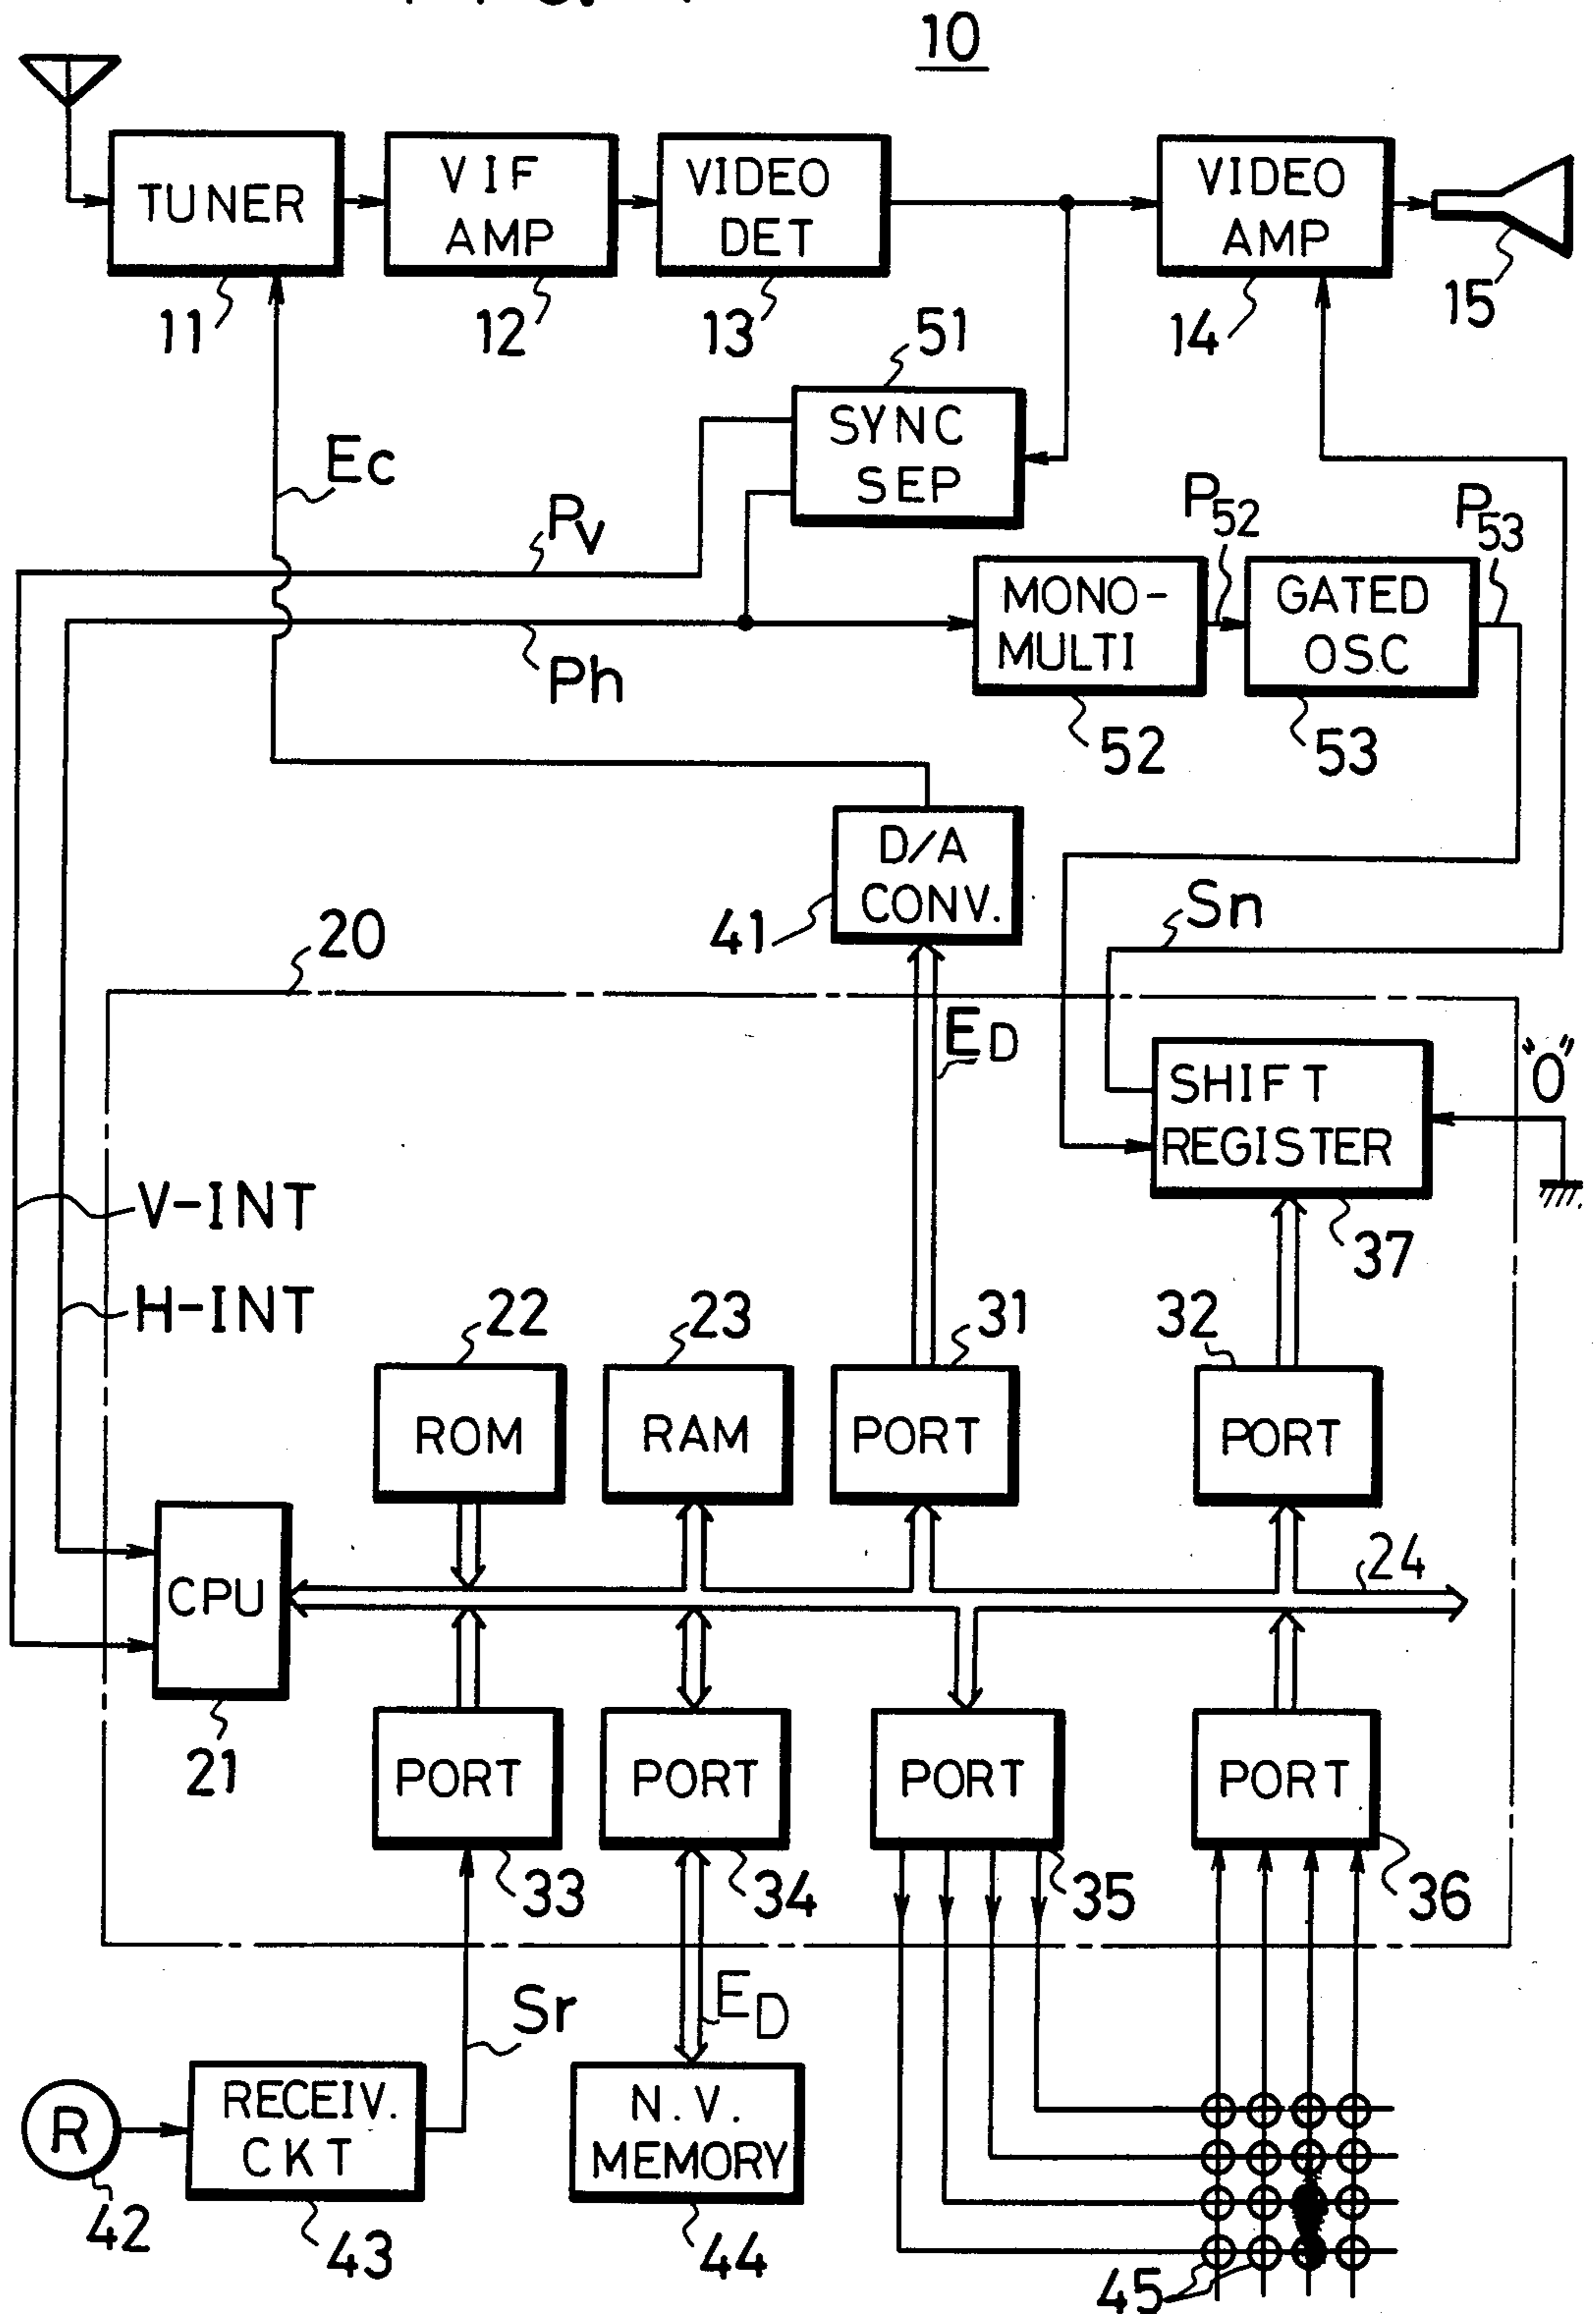 10
TUNER
VIF
AMP
VIDEO
DET
VIDEO
AMP
11
12
13
14
15
51
SYNC
SEP
Ec
Pv
P52
P53
MONO-
MULTI
GATED
OSC
Ph
52
53
D/A
CONV.
41
Sn
20
ED
"0"
SHIFT
REGISTER
V-INT
37
H-INT
22
23
31
32
ROM
RAM
PORT
PORT
24
CPU
21
PORT
PORT
PORT
PORT
33
34
35
36
Sr
ED
R
RECEIV.
CKT
N. V.
MEMORY
42
43
44
45